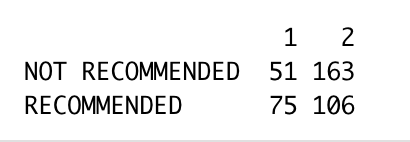 1 2
NOT RECOMMENDED 51 163
RECOMMENDED 75 106